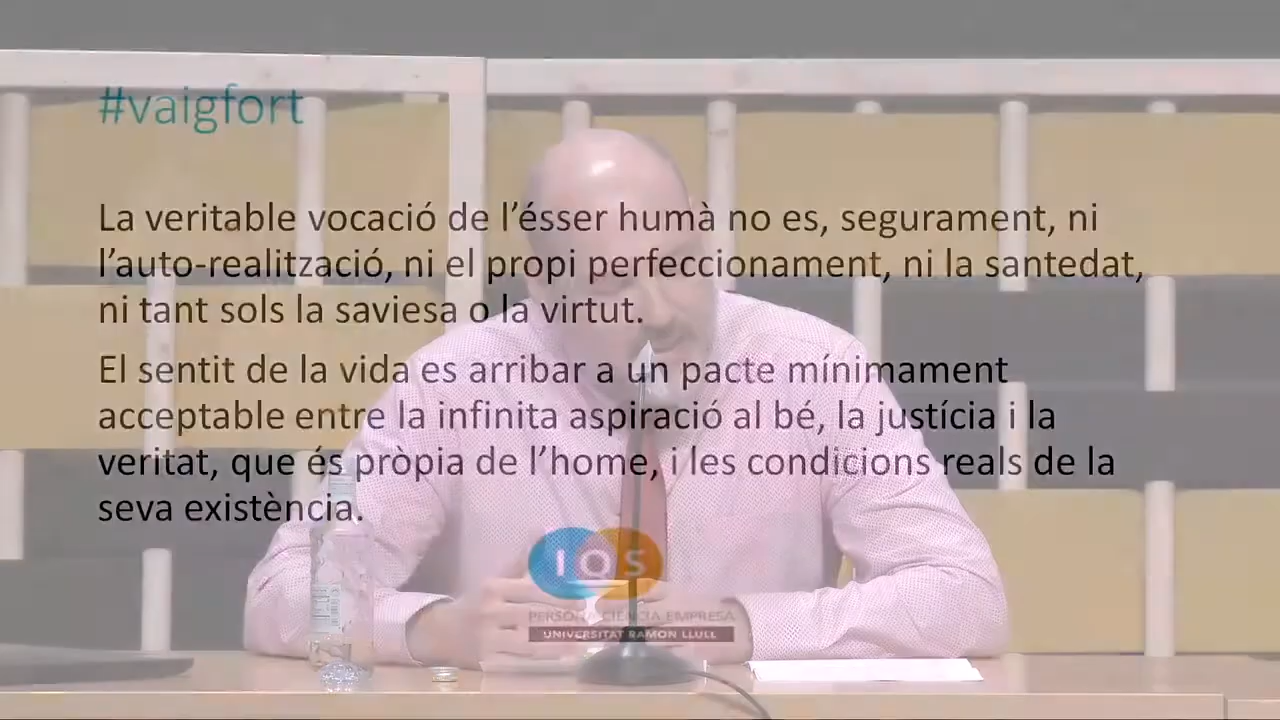 #vaigfort
La veritable vocació de l’ésser humà no es, segurament, ni
l’auto-realització, ni el propi perfeccionament, ni la santedat,
ni tant sols la saviesa o la virtut.
El sentit de la vida es arribar a un pacte mínimament
acceptable entre la infinita aspiració al bé, la justícia i la
veritat, que és pròpia de l’home, i les condicions reals de la
seva existència.
IQS
PERSONA CIÈNCIA EMPRESA
UNIVERSITAT RAMON LLULL